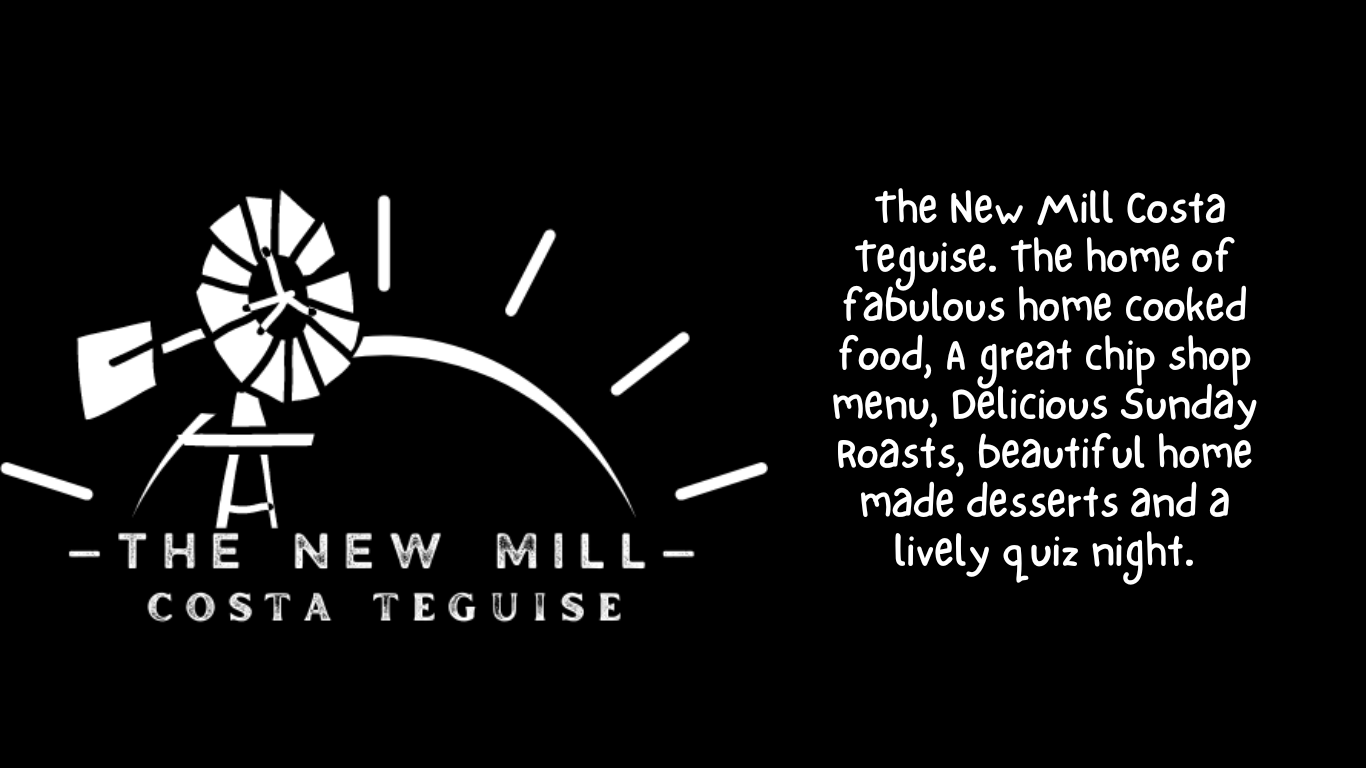 - THE NEW MILL -
COSTA TEGUISE
The New Mill Costa
Teguise. The home of
fabulous home cooked
food, A great chip shop
menu, Delicious Sunday
Roasts, beautiful home
made desserts and a
lively quiz night.